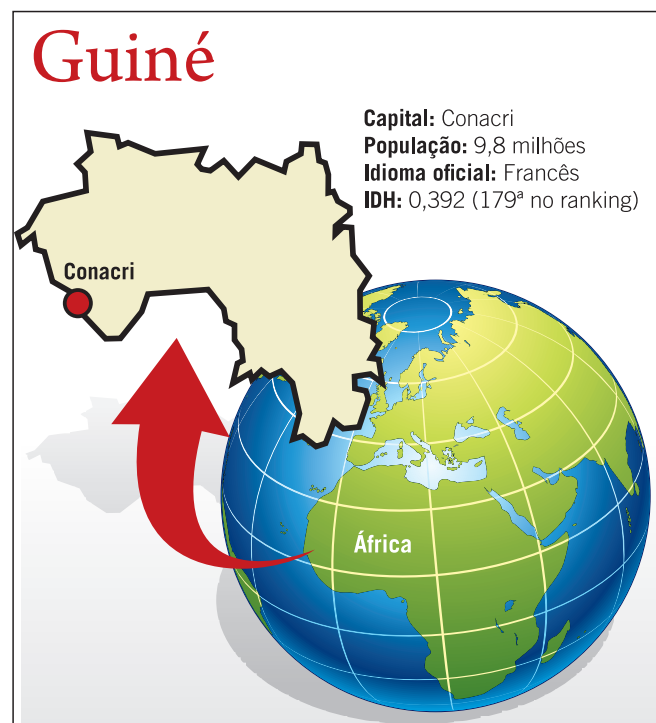 Guiné
Capital: Conacri
População: 9,8 milhões
Idioma oficial: Francês
IDH: 0,392 (179ª no ranking)
Conacri
África